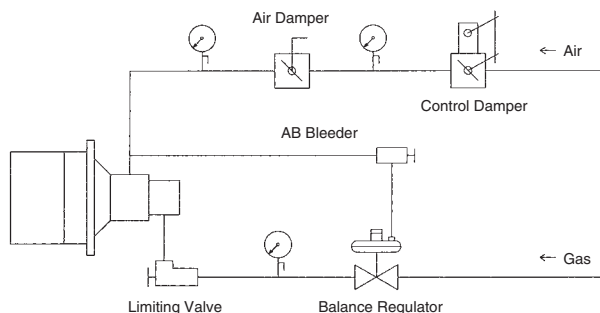 Air Damper
← Air
Control Damper
AB Bleeder
← Gas
Limiting Valve
Balance Regulator